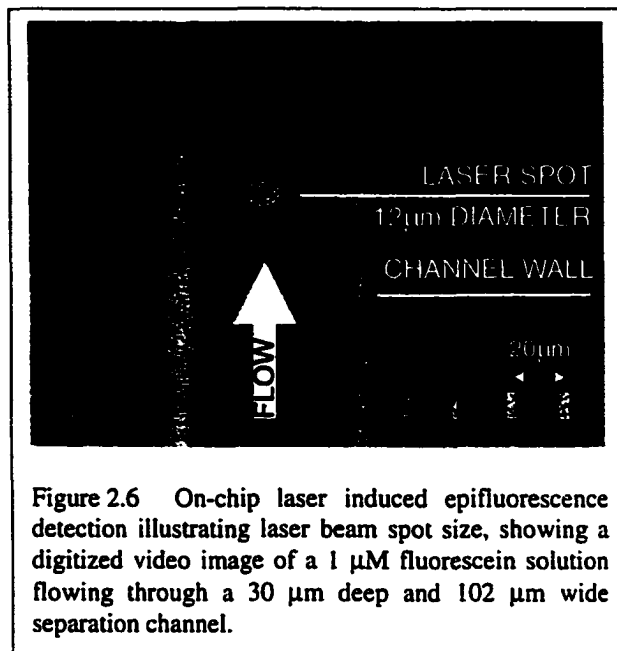 LASER SPOT
12µm DIAMETER
CHANNEL WALL
20µm
FLOW
Figure 2.6 On-chip laser induced epifluorescence
detection illustrating laser beam spot size, showing a
digitized video image of a 1 µM fluorescein solution
flowing through a 30 µm deep and 102 µm wide
separation channel.